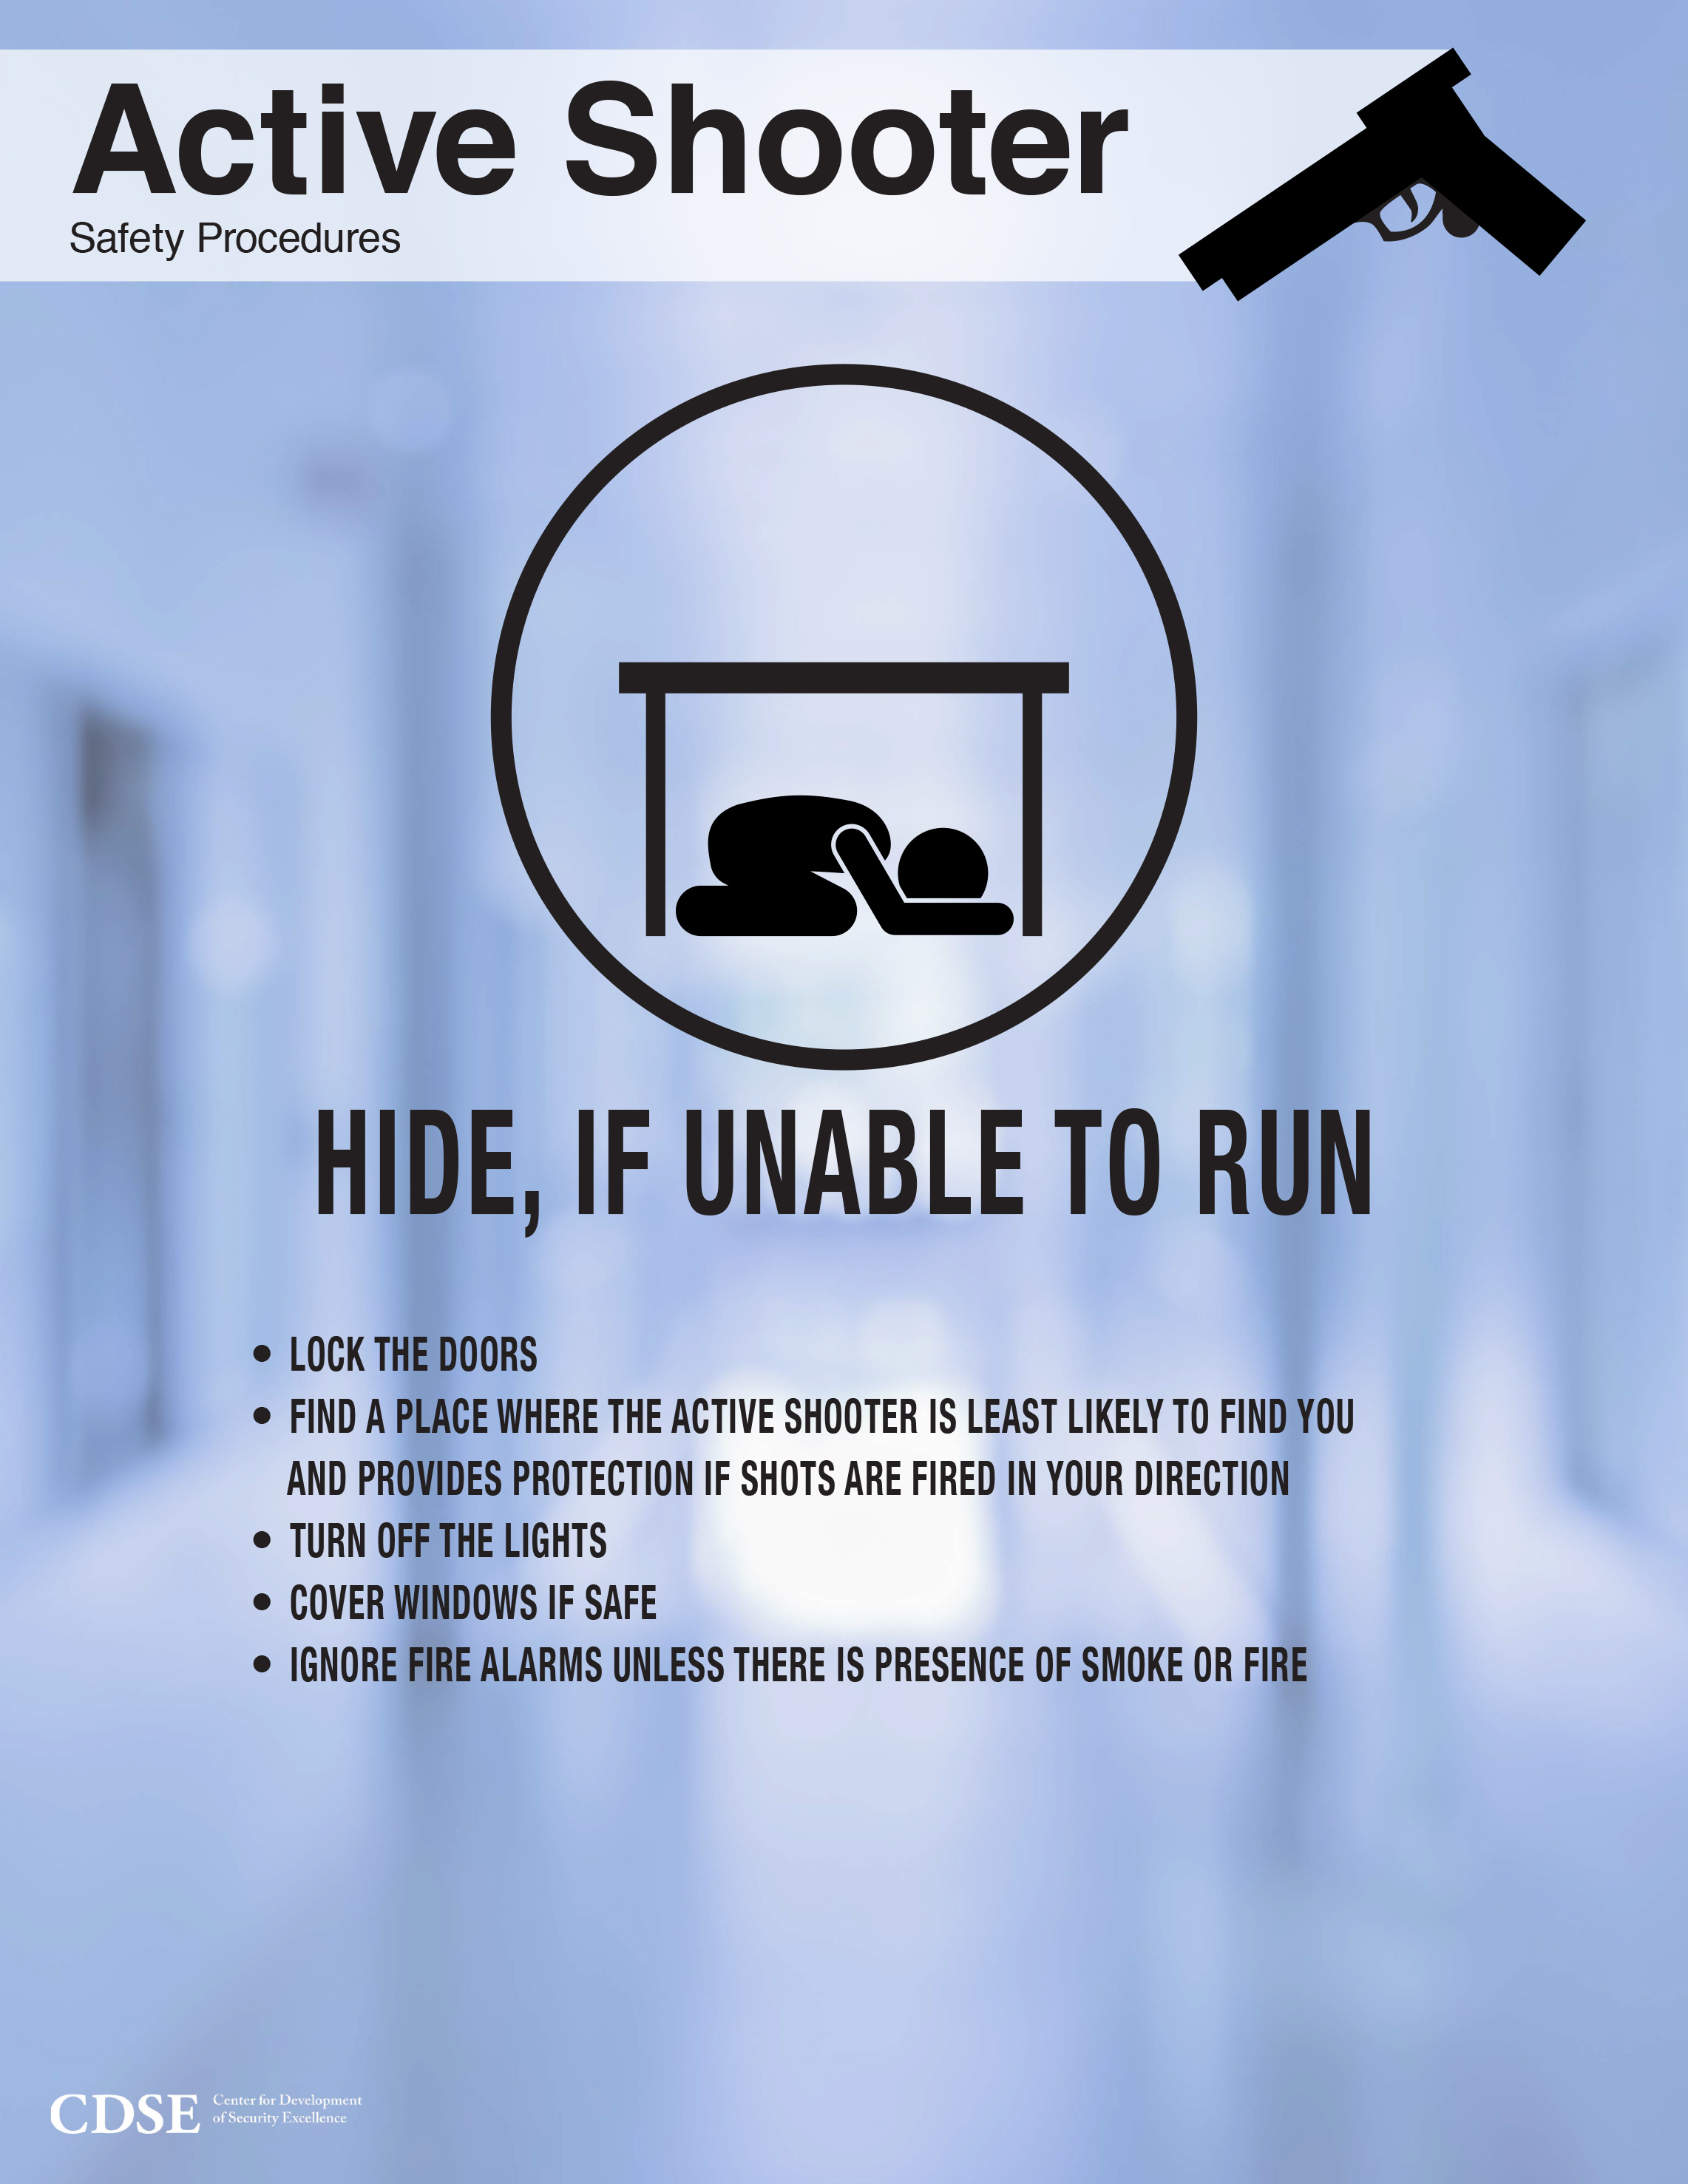 Active Shooter
Safety Procedures
HIDE, IF UNABLE TO RUN
• LOCK THE DOORS
• FIND A PLACE WHERE THE ACTIVE SHOOTER IS LEAST LIKELY TO FIND YOU
AND PROVIDES PROTECTION IF SHOTS ARE FIRED IN YOUR DIRECTION
• TURN OFF THE LIGHTS
• COVER WINDOWS IF SAFE
• IGNORE FIRE ALARMS UNLESS THERE IS PRESENCE OF SMOKE OR FIRE
CDSE
Center for Development
of Security Excellence